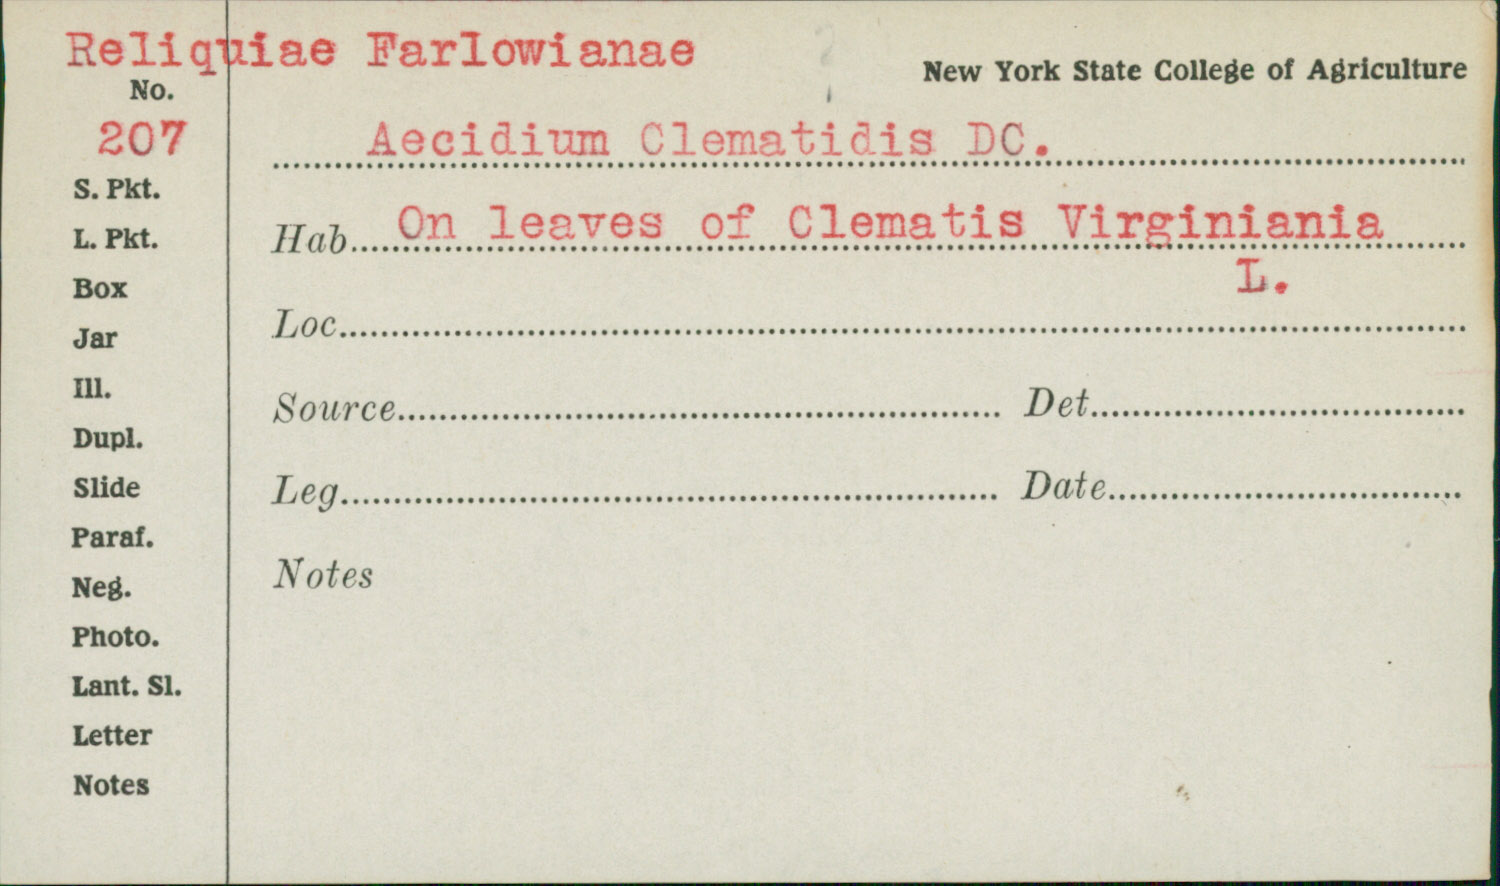 Reliquiae Farlowianae
New York State College of Agriculture
No.
207
Aecidium Clematidis DC.
S. Pkt.
Hab. On leaves of Clematis Virginiania
L.
L. Pkt.
Box
Loc.
Jar
Ill.
Source Det.
Dupl.
Slide
Leg. Date
Paraf.
Notes
Neg.
Photo.
Lant. Sl.
Letter
Notes